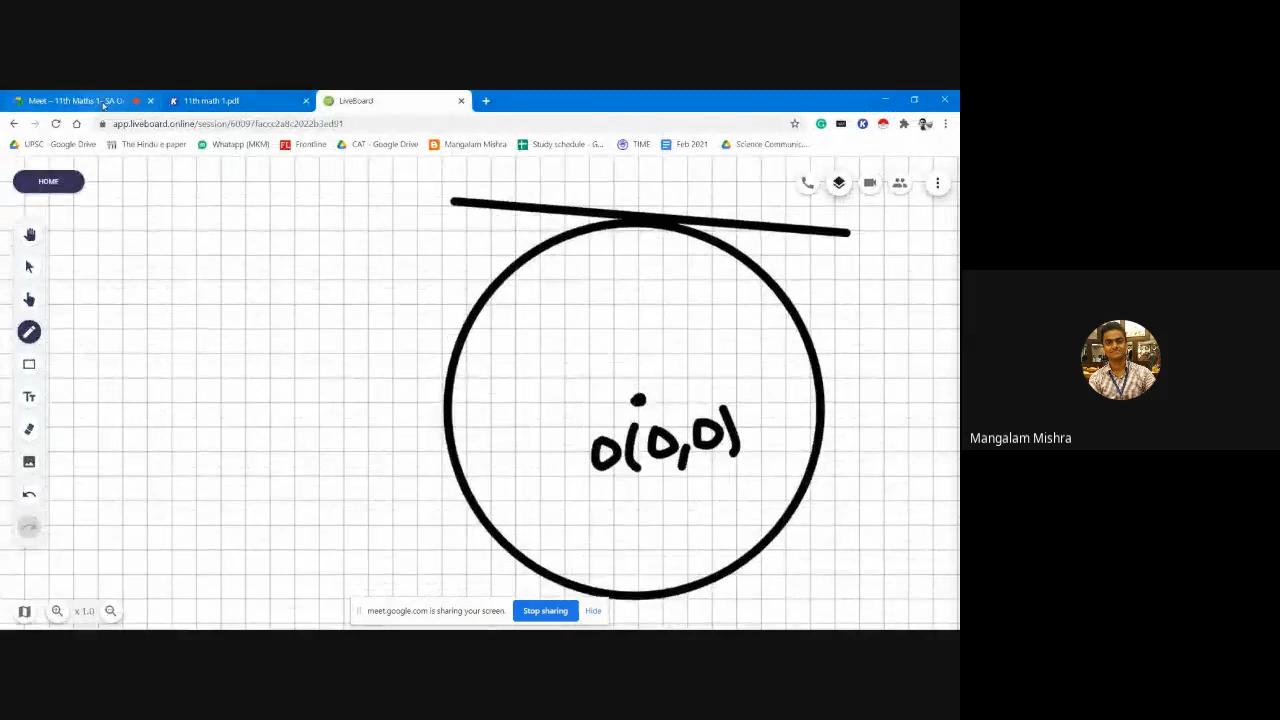 Meet – 11th Maths 1- SA O
11th math 1.pdf
LiveBoard
app.liveboard.online/session/60097faccc2a8c2022b3ed91
UPSC - Google Drive
The Hindu e paper
Whatapp (MKM)
Frontline
CAT - Google Drive
Mangalam Mishra
Study schedule - G...
TIME
Feb 2021
Science Communic...
HOME
O(0,0)
Mangalam Mishra
x 1.0
meet.google.com is sharing your screen.
Stop sharing
Hide